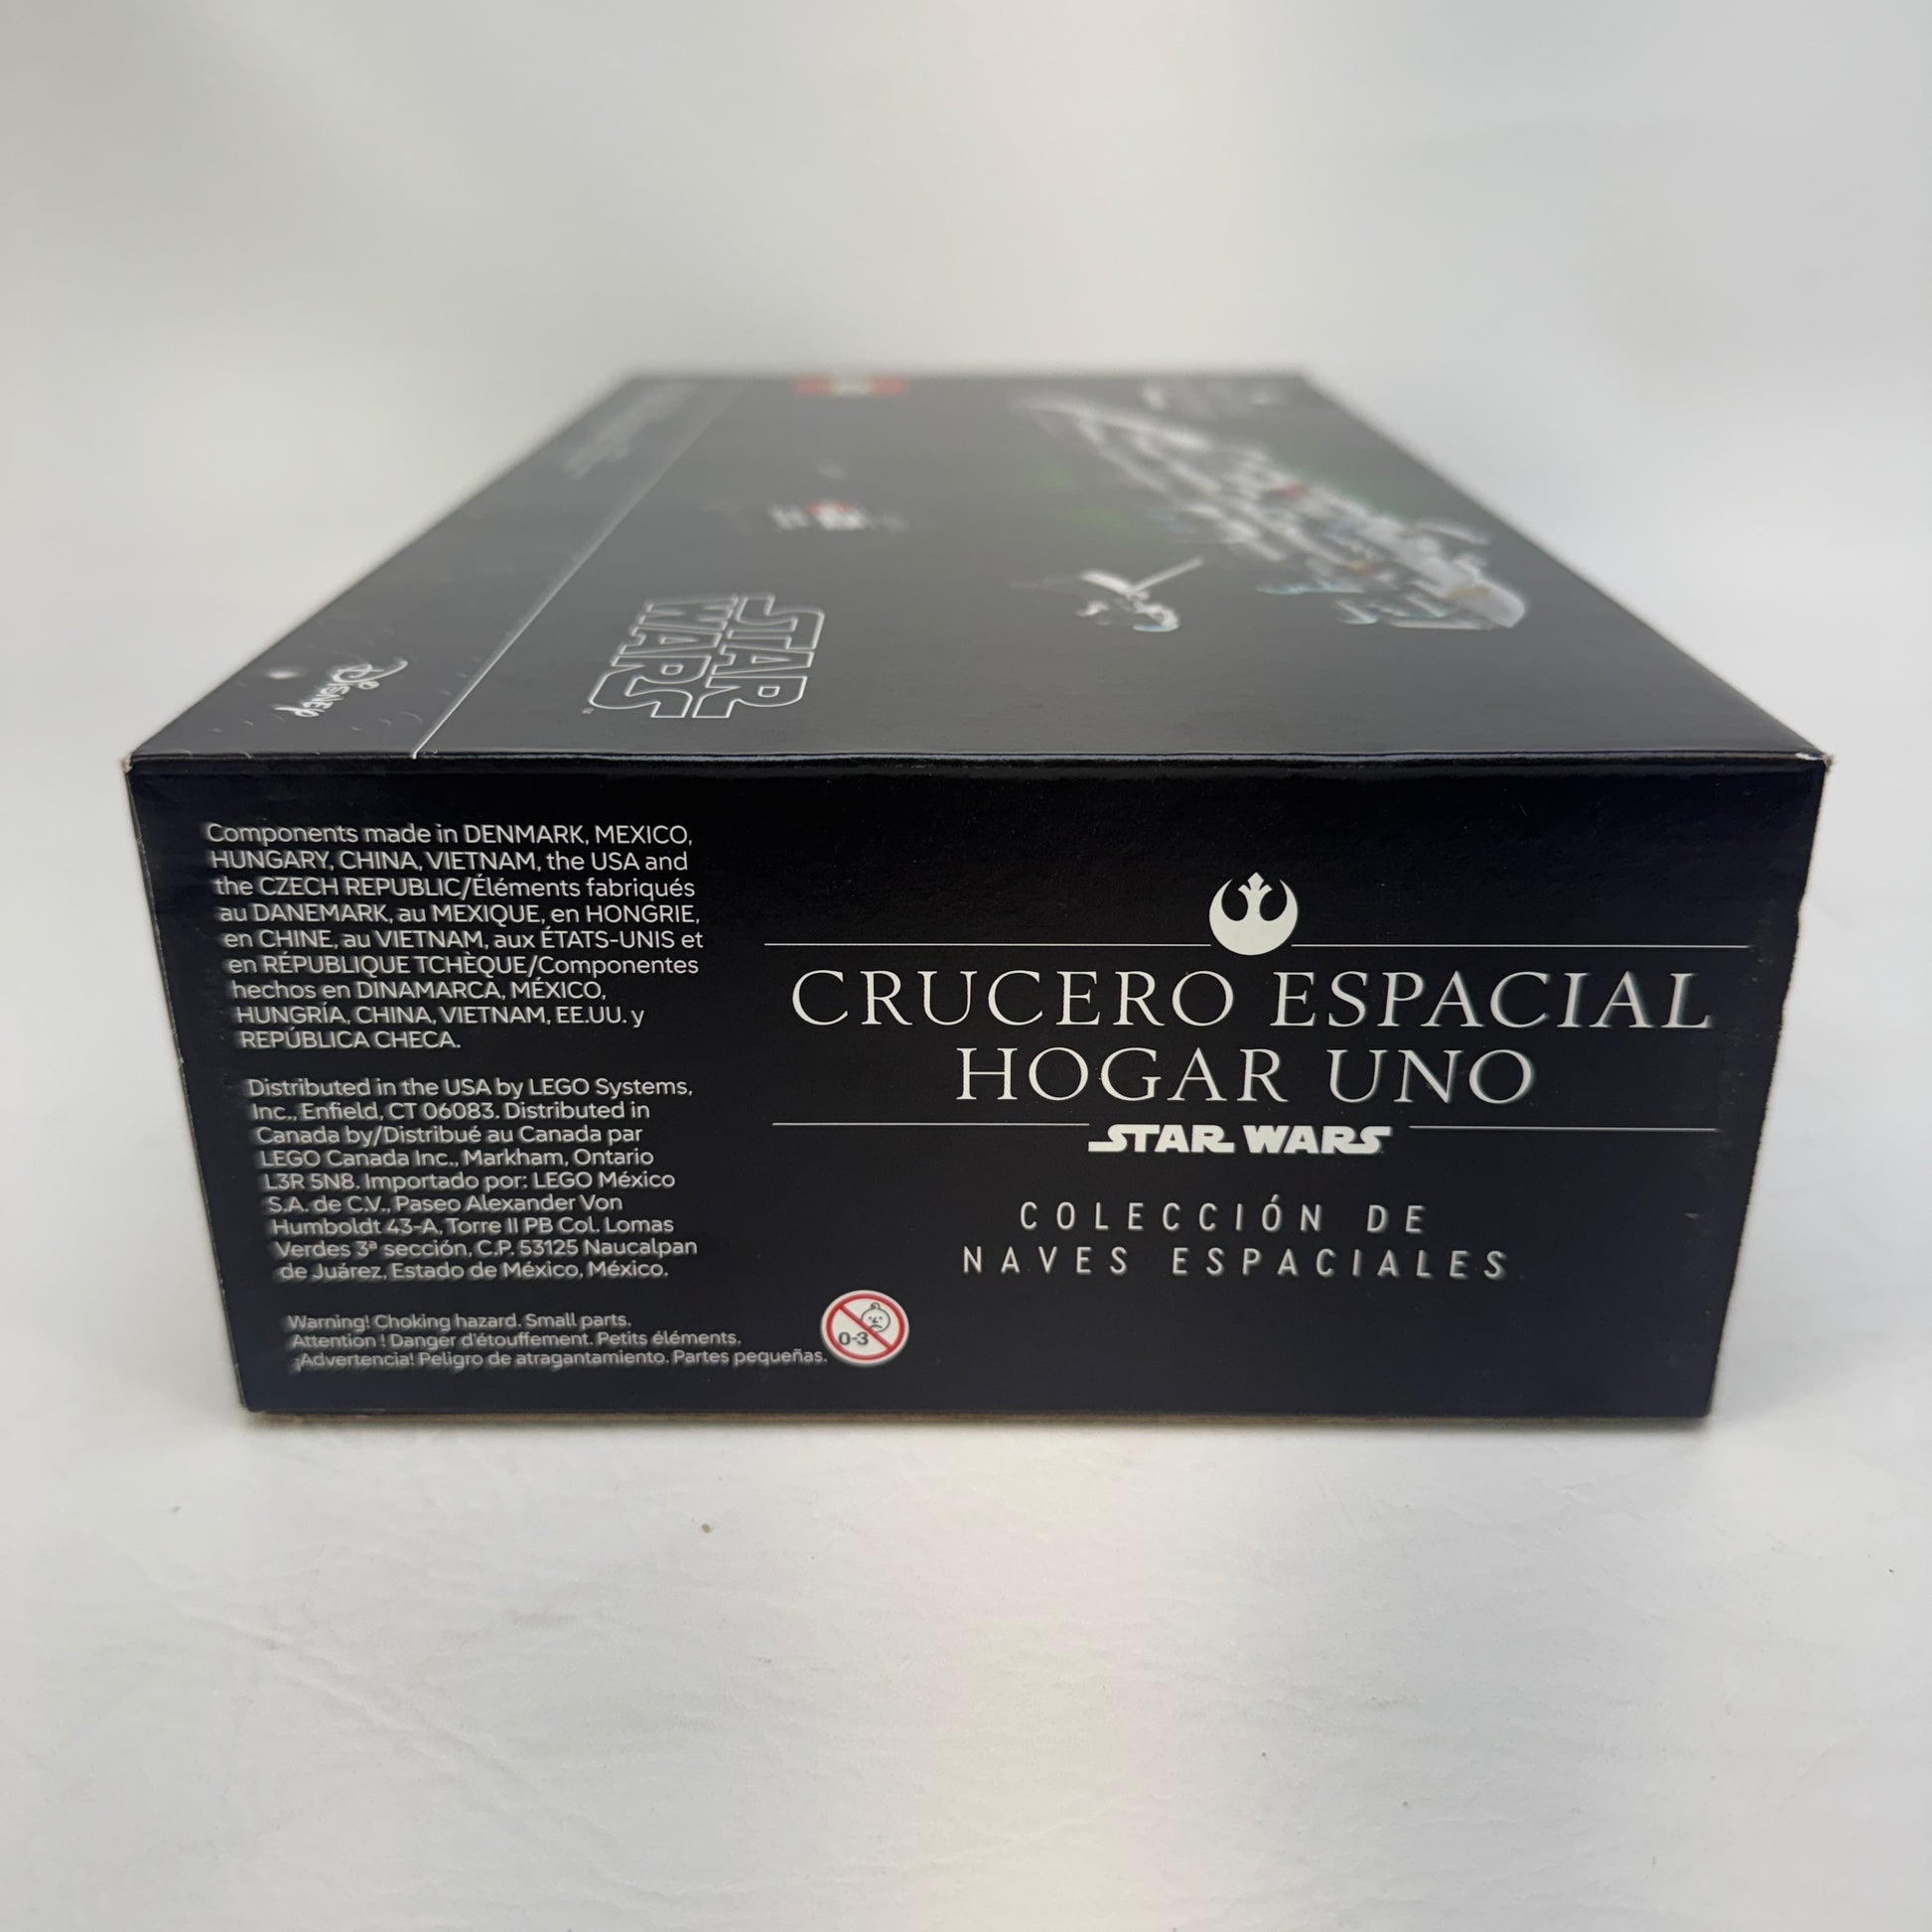 Disney
STAR
WARS
Components made in DENMARK, MEXICO,
HUNGARY, CHINA, VIETNAM, the USA and
the CZECH REPUBLIC/Éléments fabriqués
au DANEMARK, au MEXIQUE, en HONGRIE,
en CHINE, au VIETNAM, aux ÉTATS-UNIS et
en RÉPUBLIQUE TCHÈQUE/Componentes
hechos en DINAMARCA, MÉXICO,
HUNGRÍA, CHINA, VIETNAM, EE.UU. y
REPÚBLICA CHECA.
Distributed in the USA by LEGO Systems,
Inc., Enfield, CT 06083. Distributed in
Canada by/Distribué au Canada par
LEGO Canada Inc., Markham, Ontario
L3R 5N8. Importado por: LEGO México
S.A. de C.V., Paseo Alexander Von
Humboldt 43-A, Torre II PB Col. Lomas
Verdes 3ª sección, C.P. 53125 Naucalpan
de Juárez, Estado de México, México.
Warning! Choking hazard. Small parts.
Attention ! Danger d'étouffement. Petits éléments.
¡Advertencia! Peligro de atragantamiento. Partes pequeñas.
0-3
CRUCERO ESPACIAL
HOGAR UNO
STAR WARS
COLECCIÓN DE
NAVES ESPACIALES